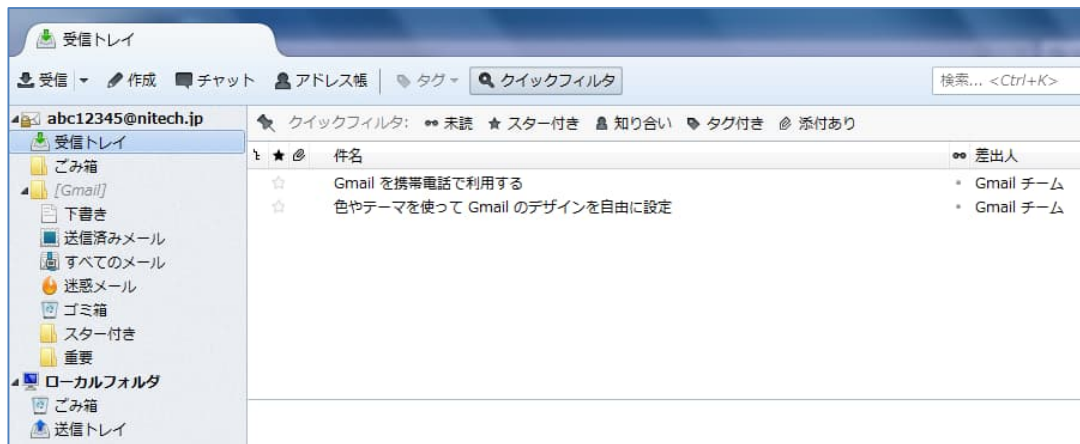 受信トレイ
受信 作成 チャット アドレス帳 タグ クイックフィルタ 検索... <Ctrl+K>
abc12345@nitech.jp
受信トレイ
ごみ箱
[Gmail]
下書き
送信済みメール
すべてのメール
迷惑メール
ゴミ箱
スター付き
重要
ローカルフォルダ
ごみ箱
送信トレイ
クイックフィルタ: 未読 スター付き 知り合い タグ付き 添付あり
件名 差出人
Gmail を携帯電話で利用する Gmail チーム
色やテーマを使って Gmail のデザインを自由に設定 Gmail チーム